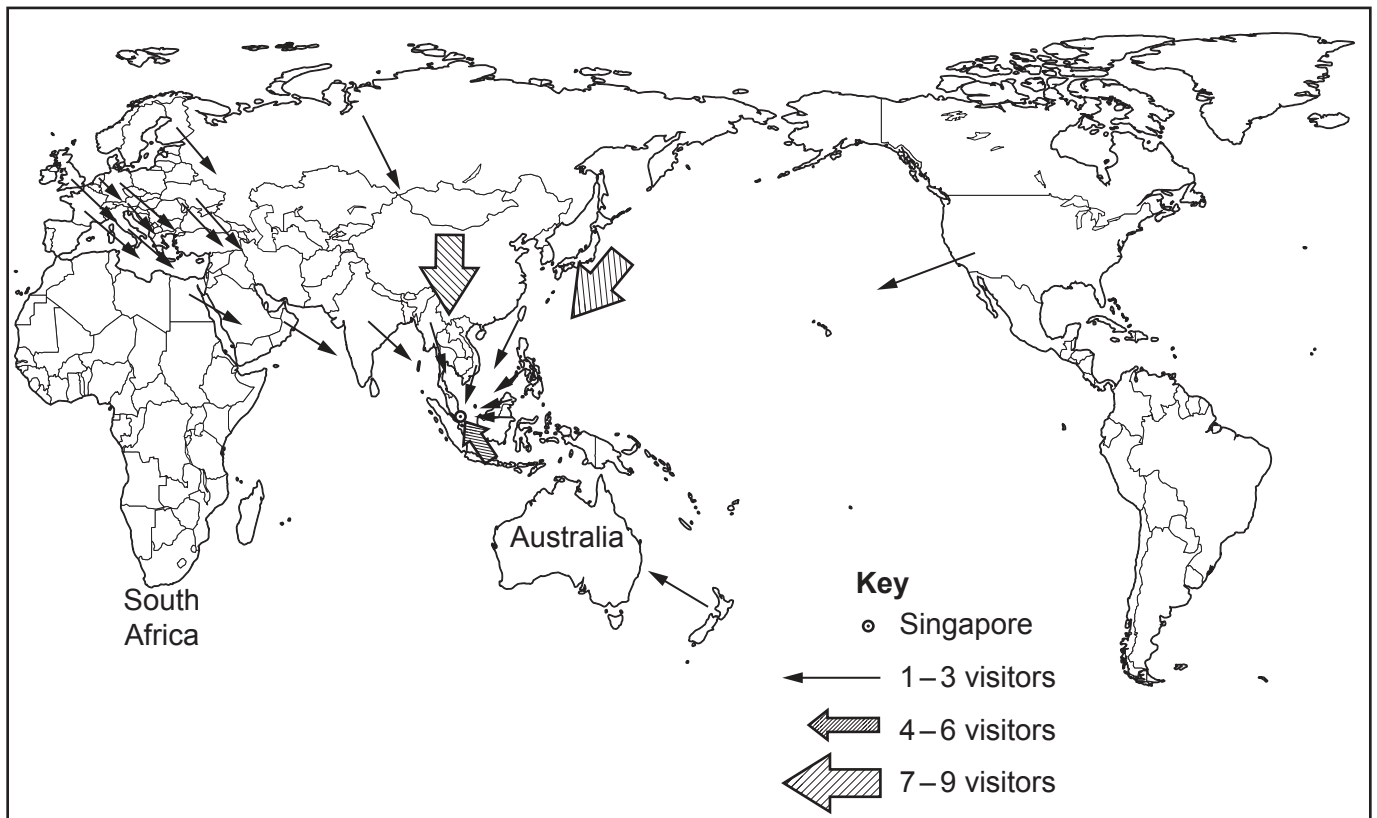 Australia
South
Africa
Key
Singapore
1–3 visitors
4–6 visitors
7–9 visitors